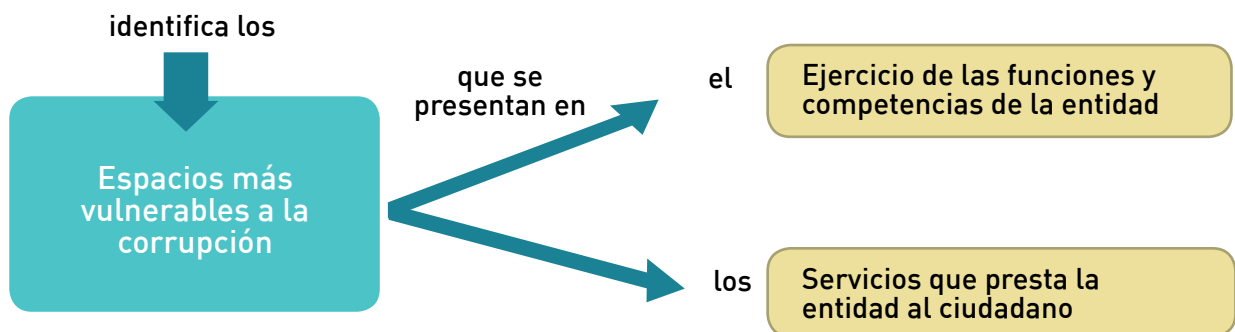 identifica los
Espacios más
vulnerables a la
corrupción
que se
presentan en
el
Ejercicio de las funciones y
competencias de la entidad
los
Servicios que presta la
entidad al ciudadano